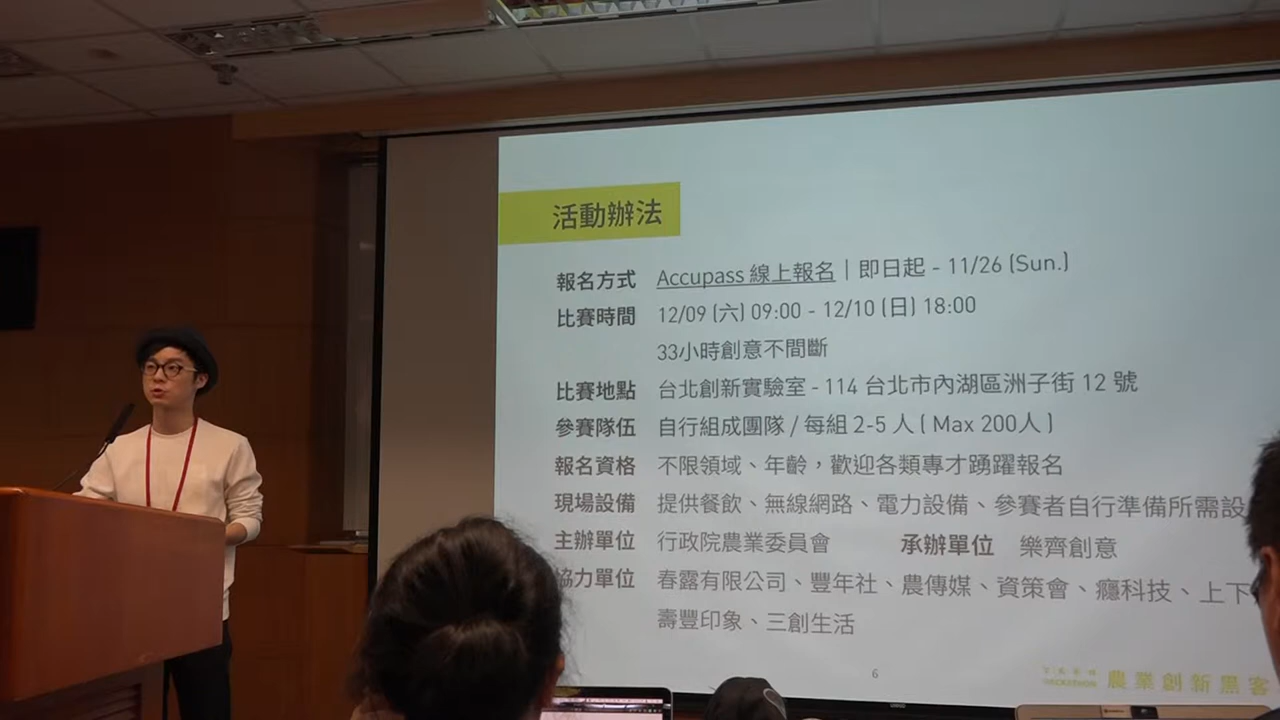 活動辦法
報名方式 Accupass 線上報名｜即日起 - 11/26 (Sun.)
比賽時間 12/09 (六) 09:00 - 12/10 (日) 18:00
33小時創意不間斷
比賽地點 台北創新實驗室 - 114 台北市內湖區洲子街 12 號
參賽隊伍 自行組成團隊 / 每組 2-5 人 ( Max 200人 )
報名資格 不限領域、年齡，歡迎各類專才踴躍報名
現場設備 提供餐飲、無線網路、電力設備、參賽者自行準備所需設
主辦單位 行政院農業委員會 承辦單位 樂齊創意
協力單位 春露有限公司、豐年社、農傳媒、資策會、癮科技、上下
壽豐印象、三創生活
6
HACKATHON 農業創新黑客